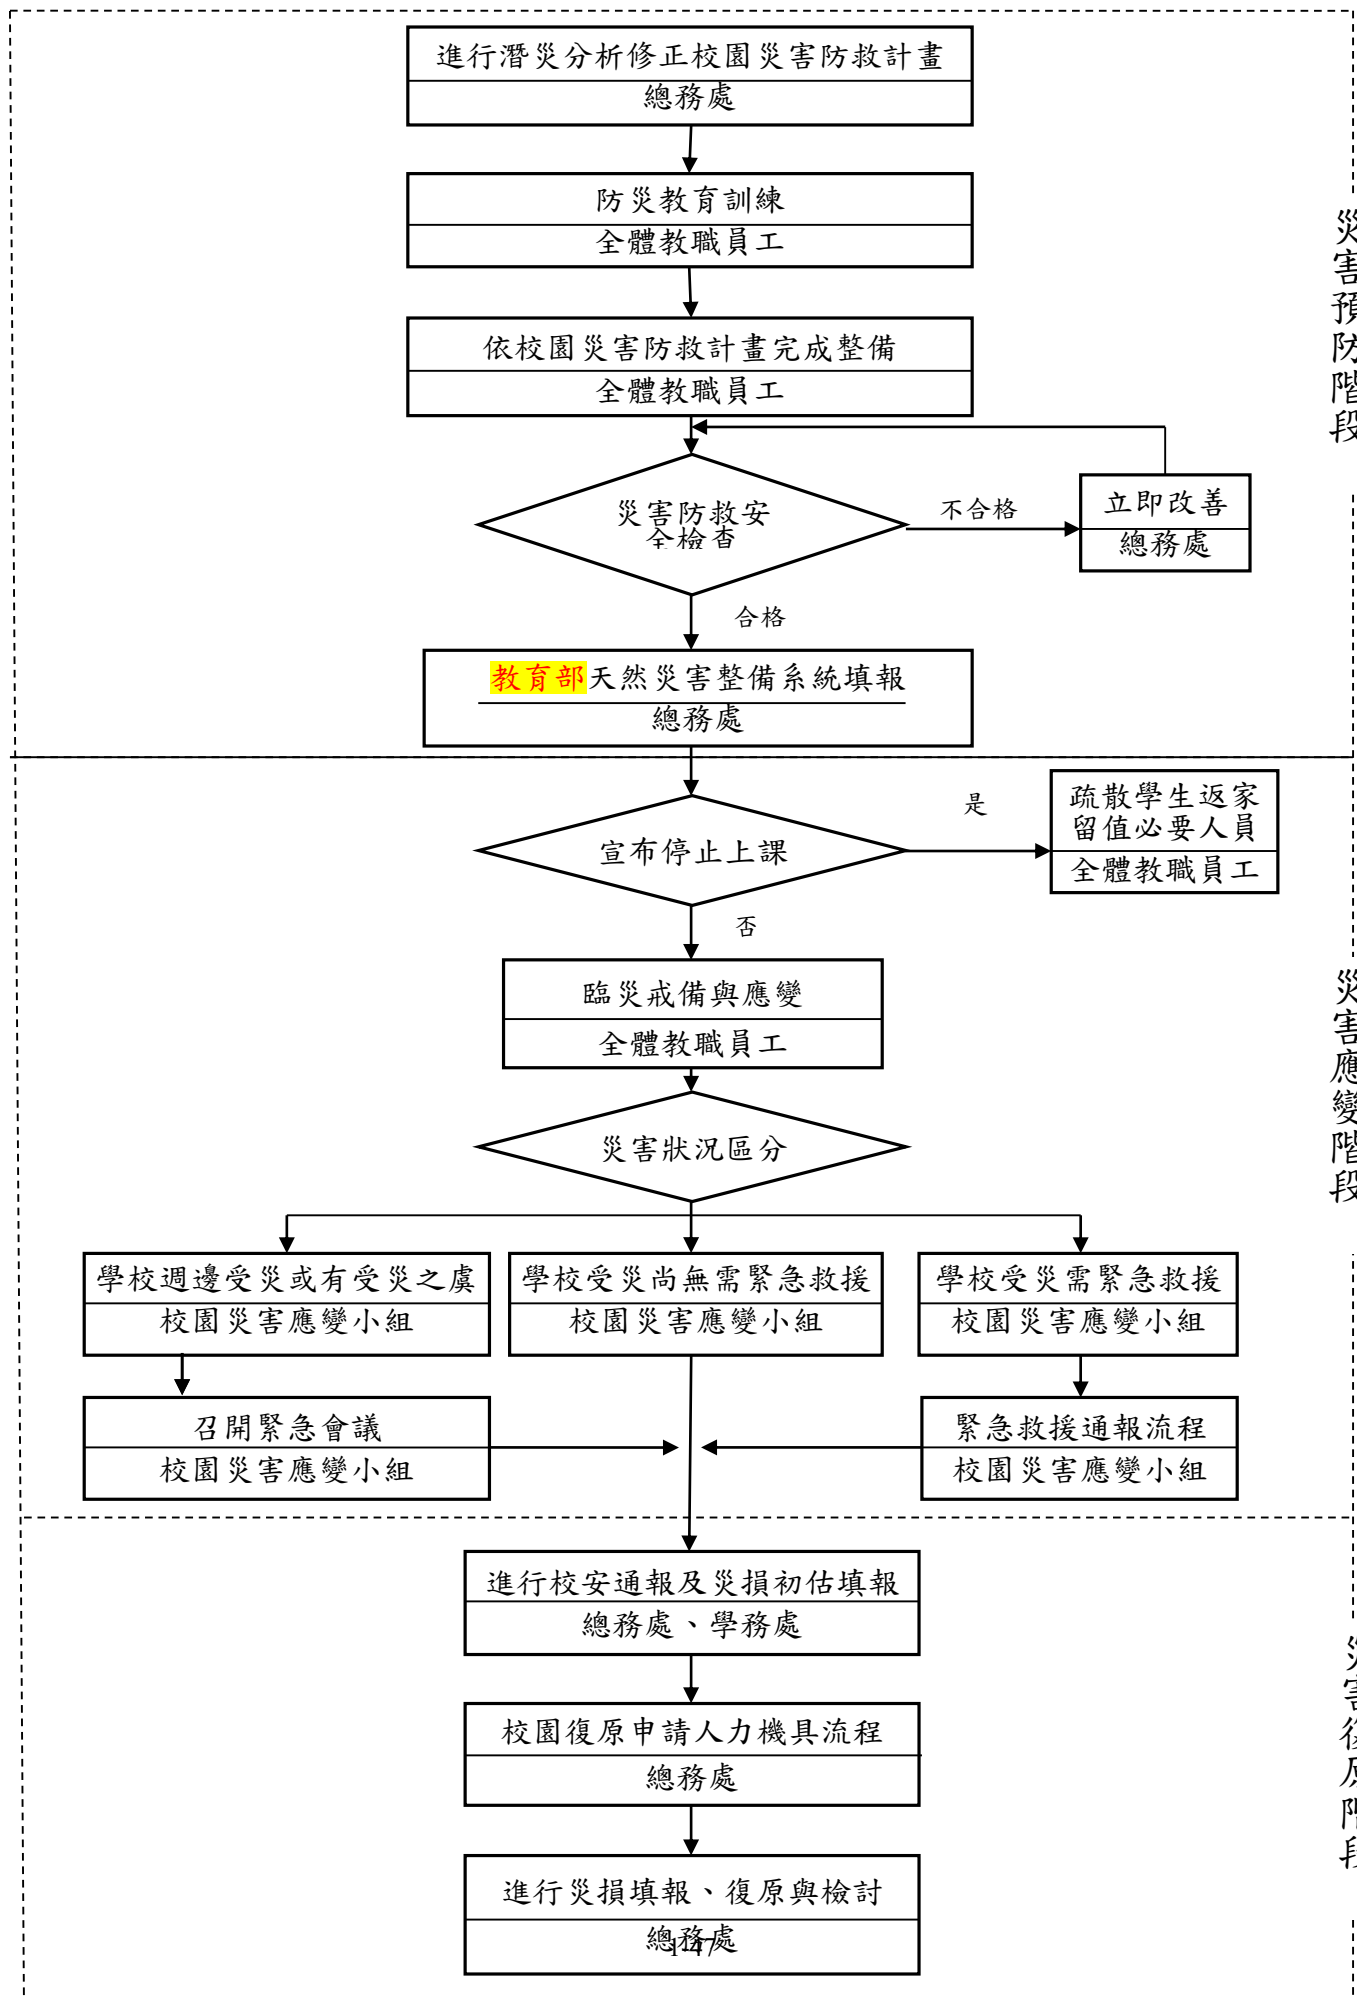 進行潛災分析修正校園災害防救計畫
總務處
防災教育訓練
全體教職員工
災害預防階段
依校園災害防救計畫完成整備
全體教職員工
災害防救安
全檢查
不合格
立即改善
總務處
合格
教育部天然災害整備系統填報
總務處
宣布停止上課
是
疏散學生返家
留值必要人員
全體教職員工
否
臨災戒備與應變
全體教職員工
災害應變階段
災害狀況區分
學校週邊受災或有受災之虞
校園災害應變小組
學校受災尚無需緊急救援
校園災害應變小組
學校受災需緊急救援
校園災害應變小組
召開緊急會議
校園災害應變小組
緊急救援通報流程
校園災害應變小組
進行校安通報及災損初估填報
總務處、學務處
災害復原階段
校園復原申請人力機具流程
總務處
進行災損填報、復原與檢討
總務處
1-47